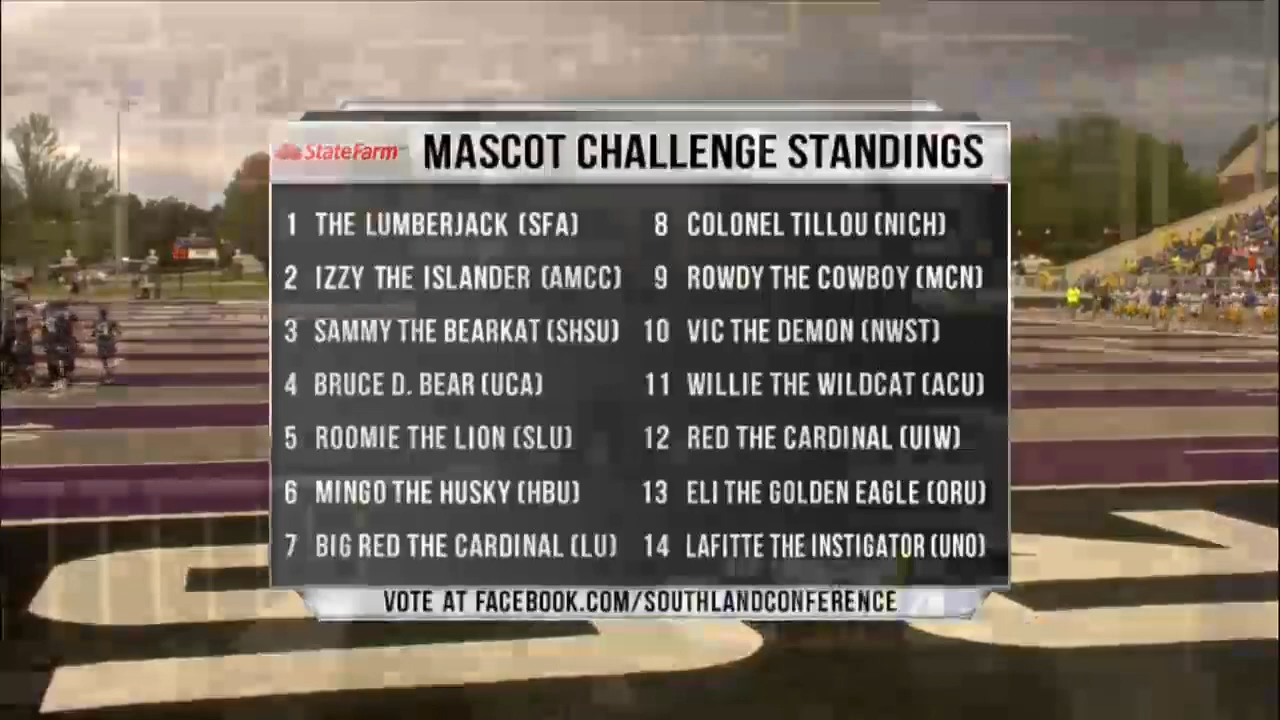 StateFarm
MASCOT CHALLENGE STANDINGS
1 THE LUMBERJACK (SFA)
2 IZZY THE ISLANDER (AMCC)
3 SAMMY THE BEARKAT (SHSU)
4 BRUCE D. BEAR (UCA)
5 ROOMIE THE LION (SLU)
6 MINGO THE HUSKY (HBU)
7 BIG RED THE CARDINAL (LU)
8 COLONEL TILLOU (NICH)
9 ROWDY THE COWBOY (MCN)
10 VIC THE DEMON (NWST)
11 WILLIE THE WILDCAT (ACU)
12 RED THE CARDINAL (UIW)
13 ELI THE GOLDEN EAGLE (ORU)
14 LAFITTE THE INSTIGATOR (UNO)
VOTE AT FACEBOOK.COM/SOUTHLANDCONFERENCE